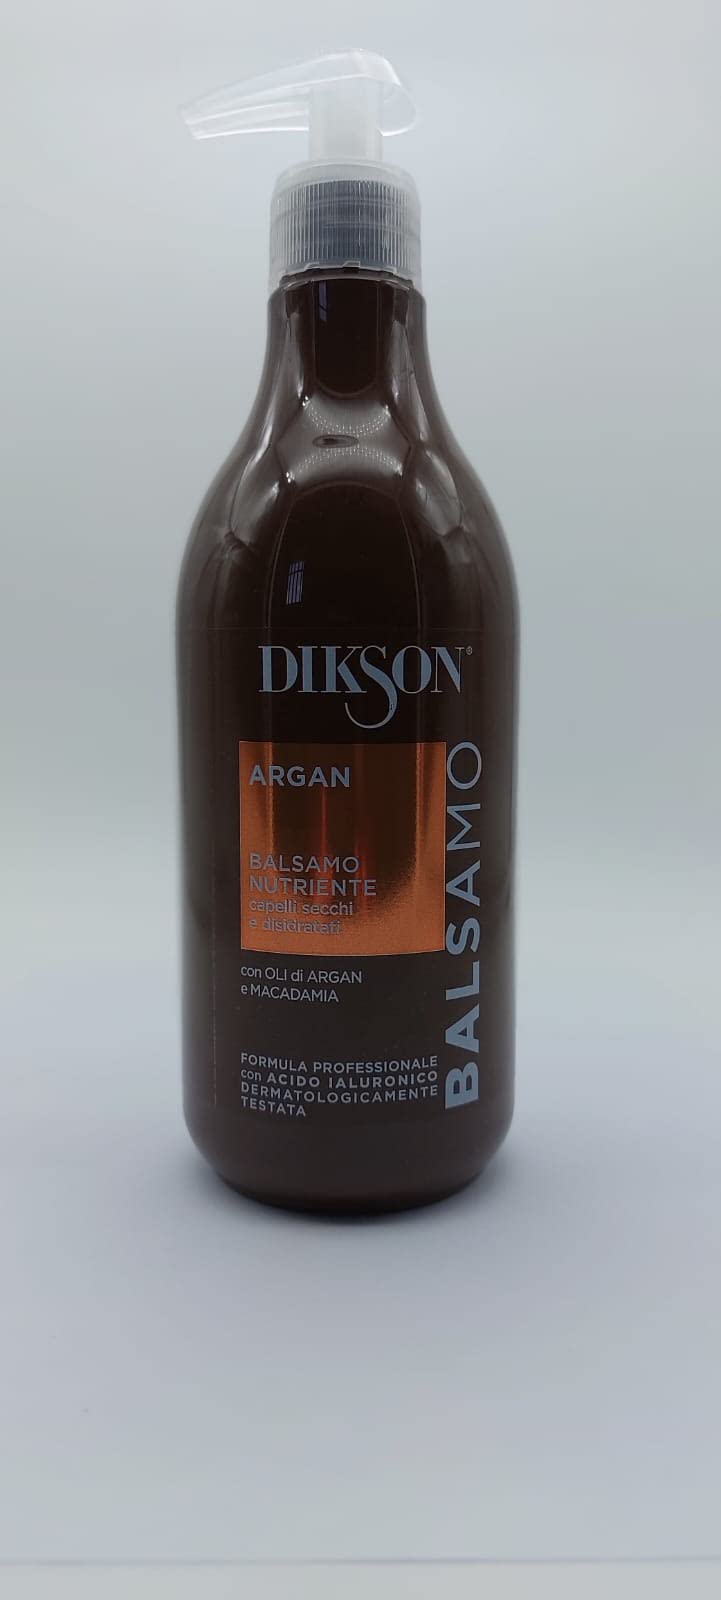 DIKSON®
ARGAN
BALSAMO
NUTRIENTE
capelli secchi
e disidratati
con OLI di ARGAN
e MACADAMIA
FORMULA PROFESSIONALE
con ACIDO IALURONICO
DERMATOLOGICAMENTE
TESTATA
BALSAMO